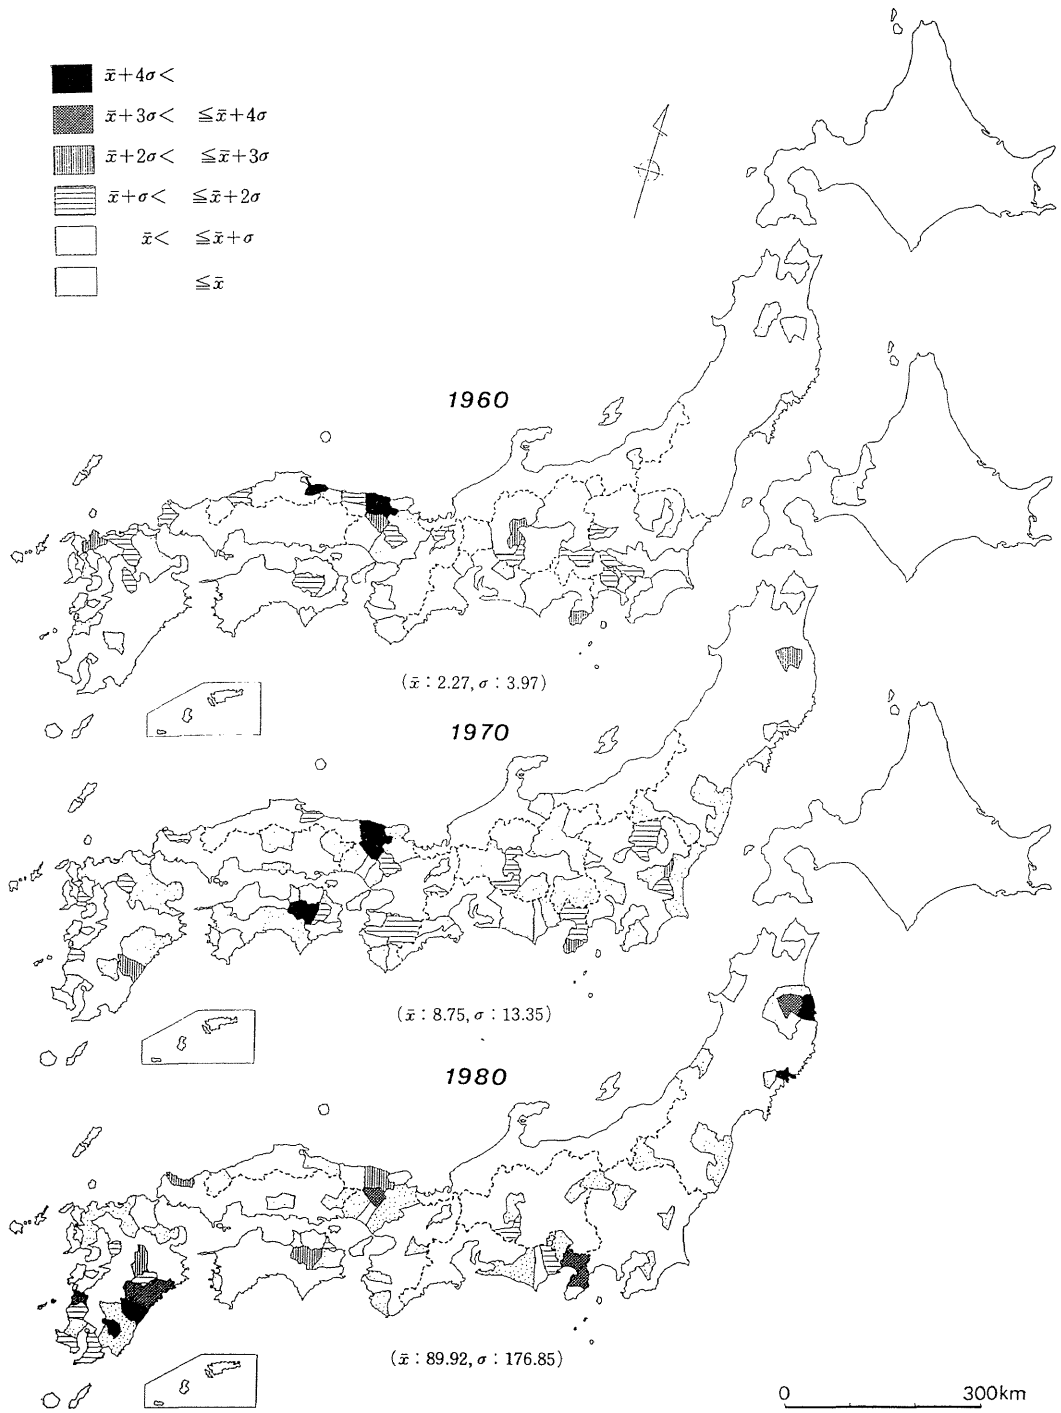 x̄+4σ<
x̄+3σ< ≦x̄+4σ
x̄+2σ< ≦x̄+3σ
x̄+σ< ≦x̄+2σ
x̄< ≦x̄+σ
≦x̄
1960
(x̄：2.27, σ：3.97)
1970
(x̄：8.75, σ：13.35)
1980
(x̄：89.92, σ：176.85)
0 300km